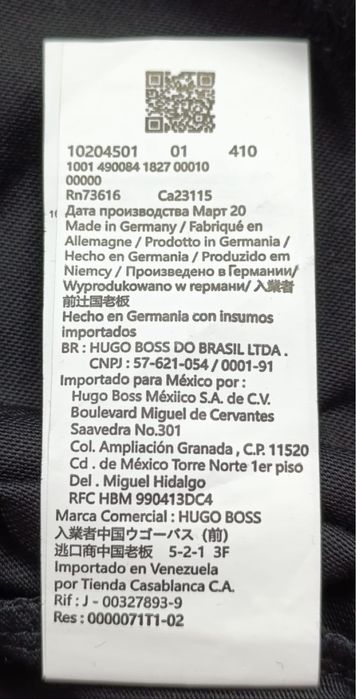 10204501 01 410
1001 490084 1827 00010
00000
Rn73616 Ca23115
Дата производства Март 20
Made in Germany / Fabriqué en
Allemagne / Prodotto in Germania /
Hecho en Germania / Produzido em
Niemcy / Произведено в Германии/
Wyprodukowano w германи/ 入業者
前辻国老板
Hecho en Germania con insumos
importados
BR : HUGO BOSS DO BRASIL LTDA .
CNPJ : 57-621-054 / 0001-91
Importado para México por :
Hugo Boss Méxiico S.A. de C.V.
Boulevard Miguel de Cervantes
Saavedra No.301
Col. Ampliación Granada , C.P. 11520
Cd . de México Torre Norte 1er piso
Del . Miguel Hidalgo
RFC HBM 990413DC4
Marca Comercial : HUGO BOSS
入業者中国ウゴーバス (前)
逃口商中国老板 5-2-1 3F
Importado en Venezuela
por Tienda Casablanca C.A.
Rif : J - 00327893-9
Res : 0000071T1-02